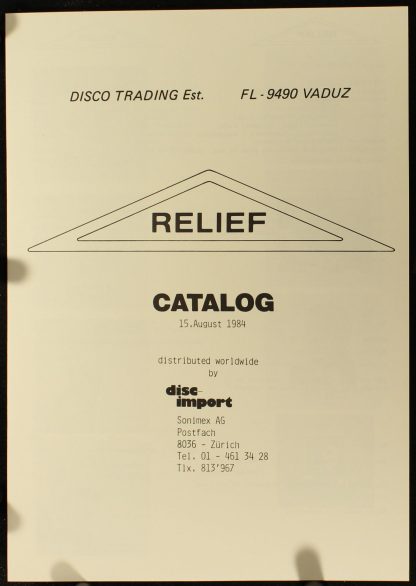 DISCO TRADING Est. FL - 9490 VADUZ
RELIEF
CATALOG
15.August 1984
distributed worldwide
by
disc-
import
Sonimex AG
Postfach
8036 - Zürich
Tel. 01 - 461 34 28
Tlx. 813'967